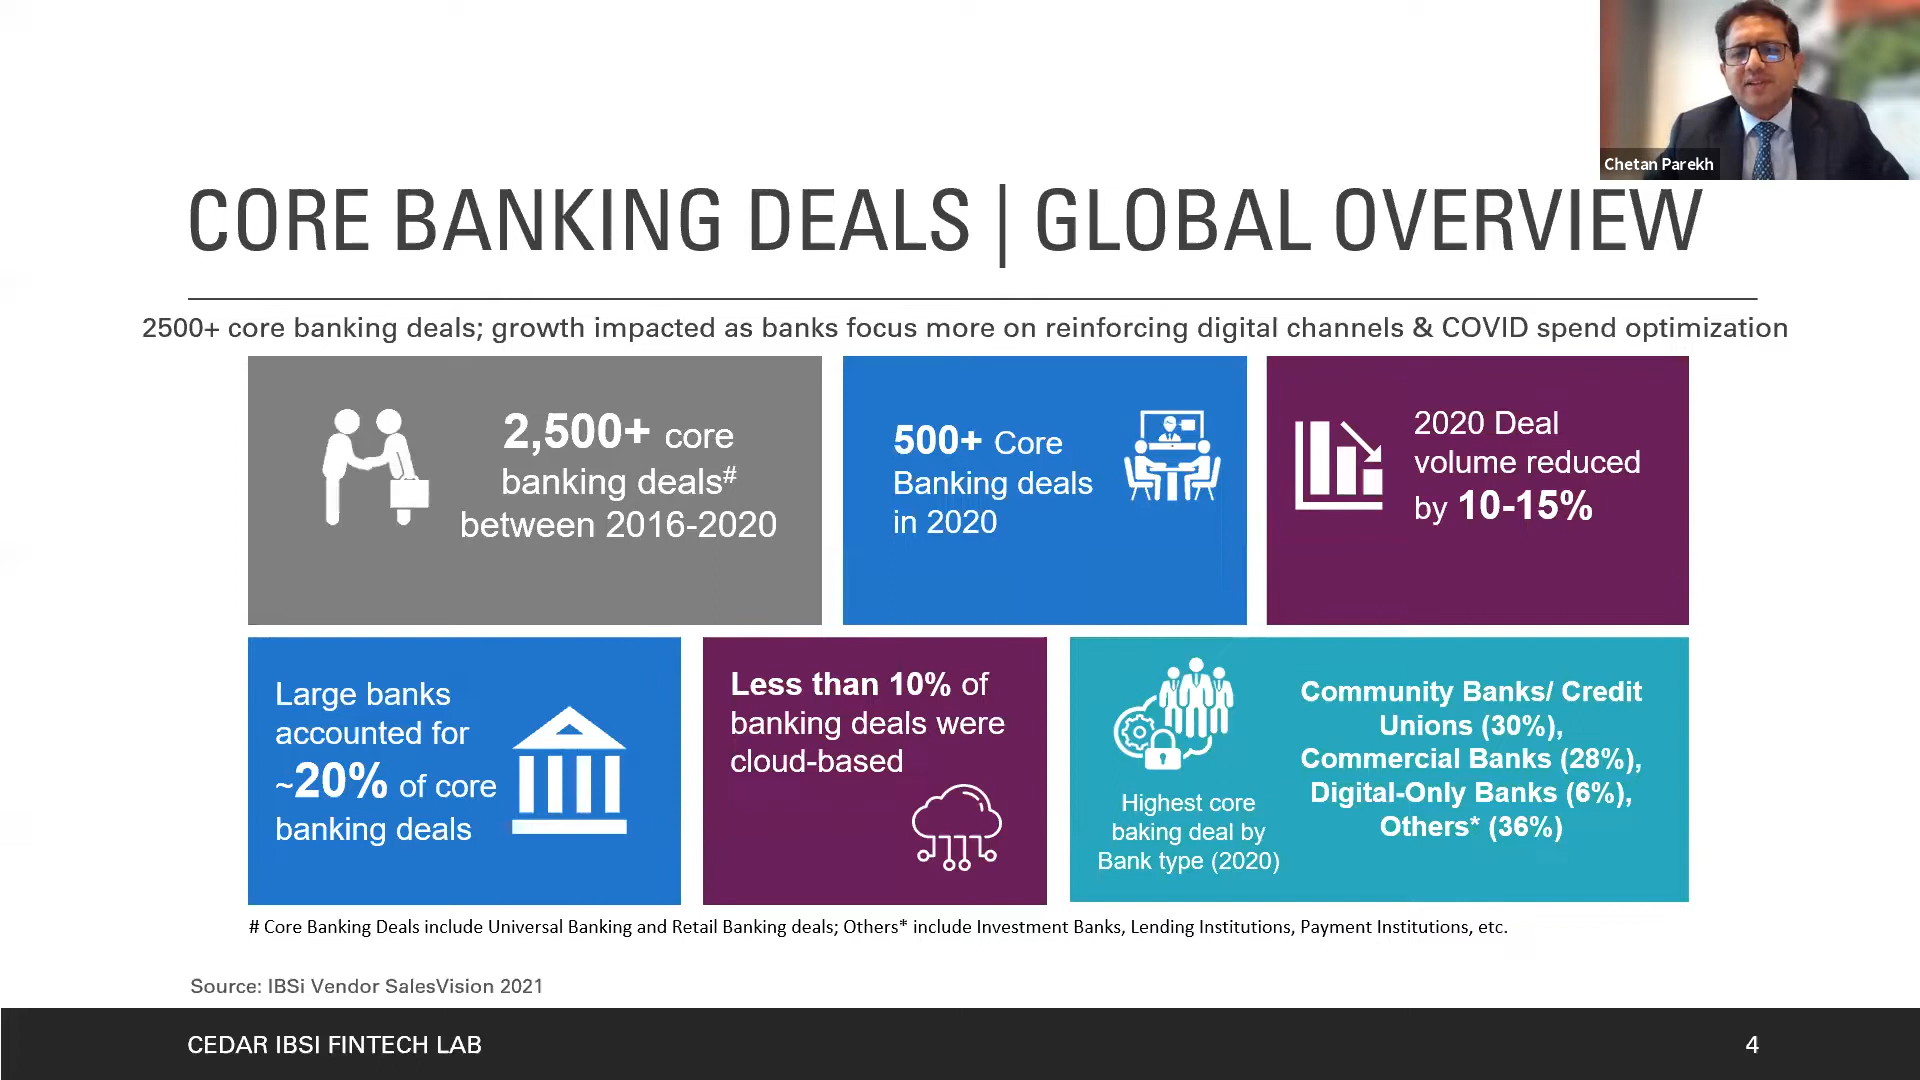 Chetan Parekh
CORE BANKING DEALS | GLOBAL OVERVIEW
2500+ core banking deals; growth impacted as banks focus more on reinforcing digital channels & COVID spend optimization
2,500+ core
banking deals#
between 2016-2020
500+ Core
Banking deals
in 2020
2020 Deal
volume reduced
by 10-15%
Large banks
accounted for
~20% of core
banking deals
Less than 10% of
banking deals were
cloud-based
Highest core
baking deal by
Bank type (2020)
Community Banks/ Credit
Unions (30%),
Commercial Banks (28%),
Digital-Only Banks (6%),
Others* (36%)
# Core Banking Deals include Universal Banking and Retail Banking deals; Others* include Investment Banks, Lending Institutions, Payment Institutions, etc.
Source: IBSi Vendor SalesVision 2021
CEDAR IBSI FINTECH LAB
4